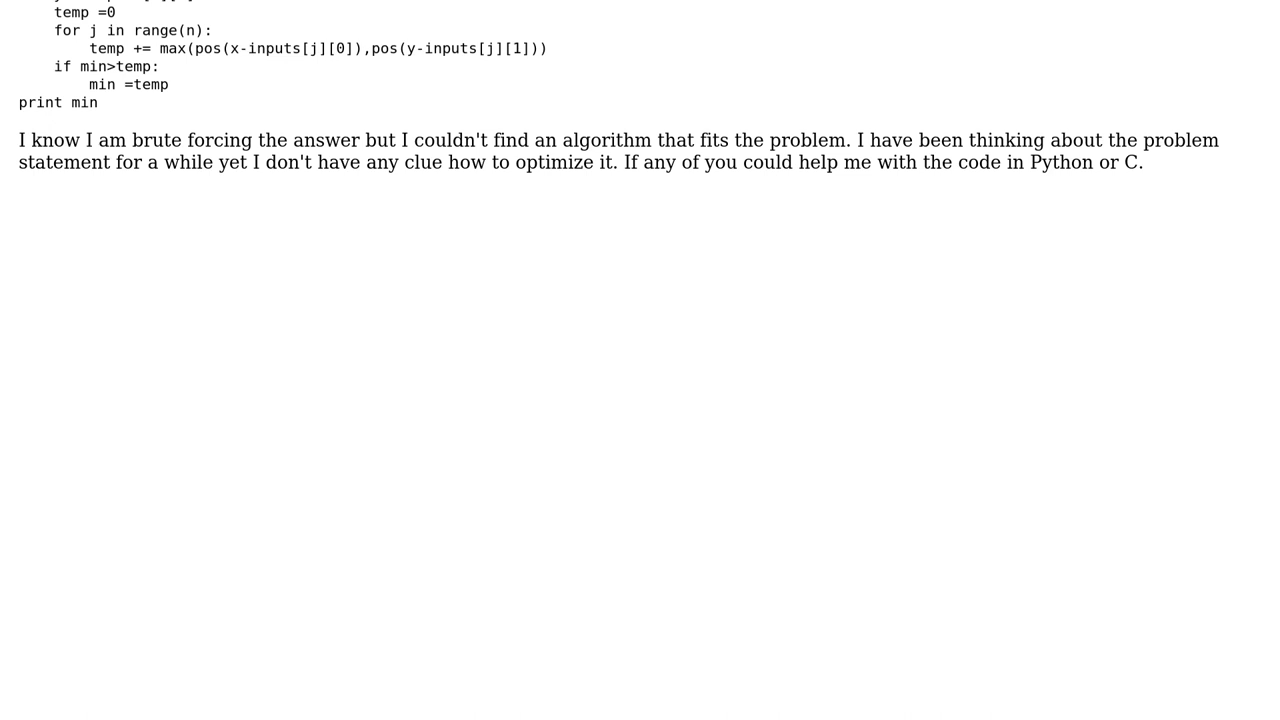 temp =0
for j in range(n):
temp += max(pos(x-inputs[j][0]),pos(y-inputs[j][1]))
if min>temp:
min =temp
print min
I know I am brute forcing the answer but I couldn't find an algorithm that fits the problem. I have been thinking about the problem
statement for a while yet I don't have any clue how to optimize it. If any of you could help me with the code in Python or C.